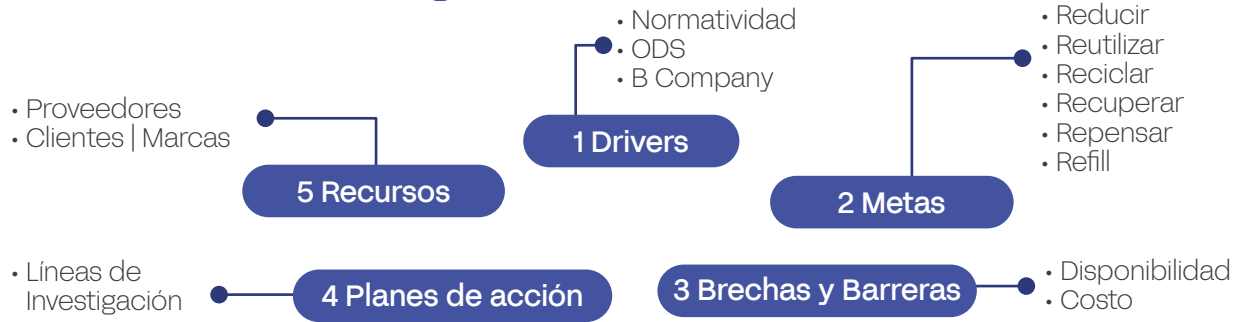 • Normatividad
• ODS
• B Company
1 Drivers
• Reducir
• Reutilizar
• Reciclar
• Recuperar
• Repensar
• Refill
2 Metas
• Disponibilidad
• Costo
3 Brechas y Barreras
• Líneas de
Investigación
4 Planes de acción
• Proveedores
• Clientes | Marcas
5 Recursos